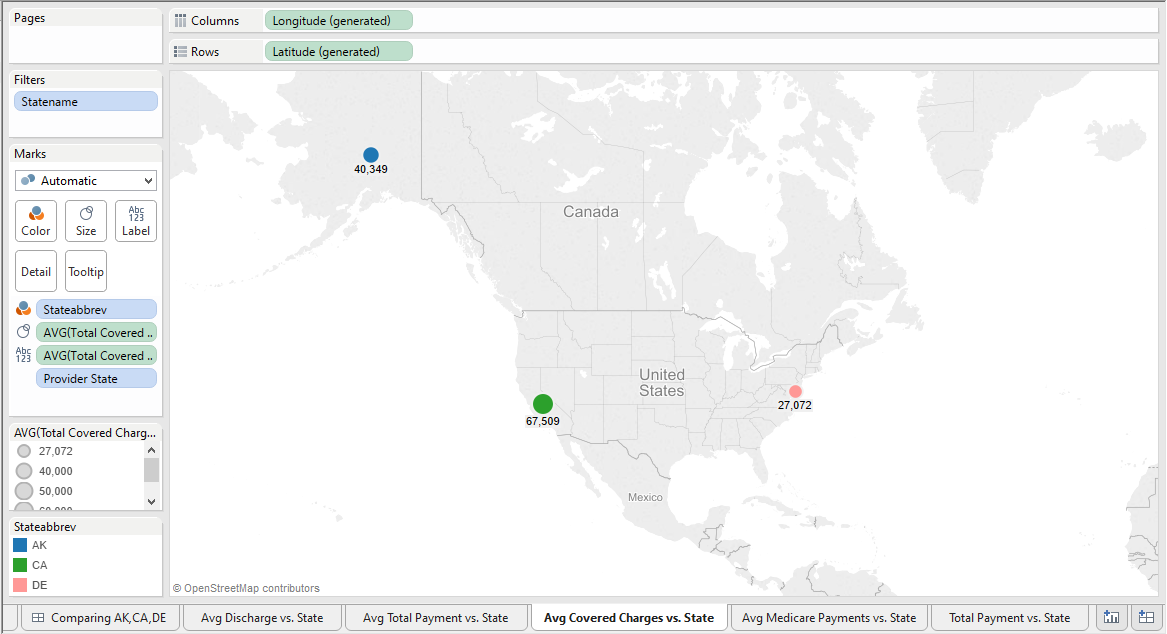 Pages
Columns
Longitude (generated)
Rows
Latitude (generated)
Filters
Statename
Marks
Automatic
Color
Size
Abc
123
Label
Detail
Tooltip
Stateabbrev
AVG(Total Covered ..
Abc
123
AVG(Total Covered ..
Provider State
AVG(Total Covered Charg...
27,072
40,000
50,000
Stateabbrev
AK
CA
DE
40,349
Canada
United
States
67,509
27,072
Mexico
© OpenStreetMap contributors
Comparing AK,CA,DE
Avg Discharge vs. State
Avg Total Payment vs. State
Avg Covered Charges vs. State
Avg Medicare Payments vs. State
Total Payment vs. State